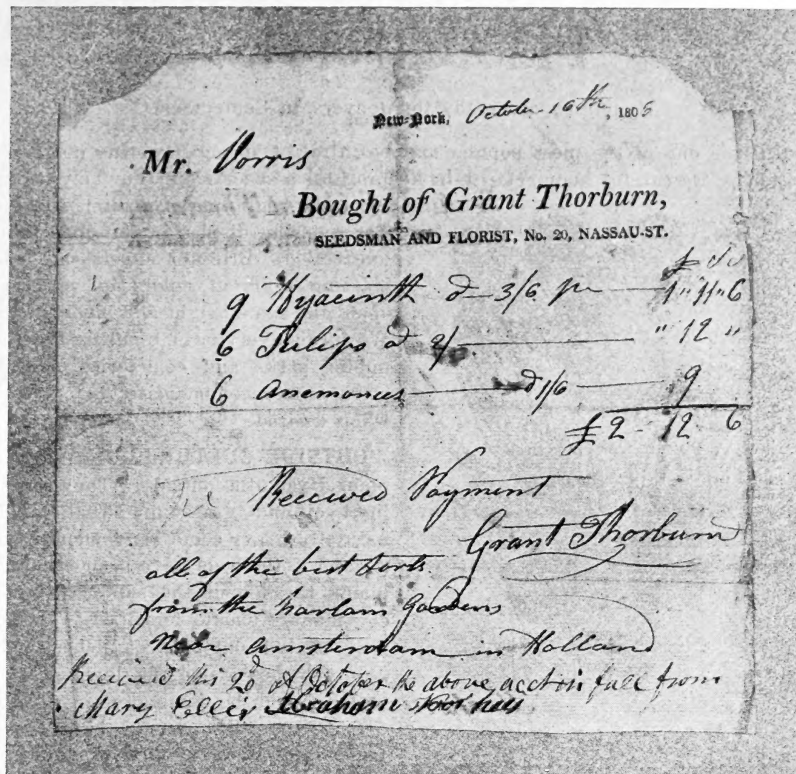 New-York, October 16th, 1805
Mr. Vorris
Bought of Grant Thorburn,
SEEDSMAN AND FLORIST, No. 20, NASSAU-ST.
£
9 Hyacinth a 3/6 pr 1 " 11 " 6
6 Tulips a 2/ " 12 "
6 anemonies a 1/6 9
£ 2 - 12 6
Received Payment
Grant Thorburn
all of the best sorts
from the harlam Gardens
near amsterdam in Holland
Received this 20 of October the above acct in full from
Mary Ellis Abraham